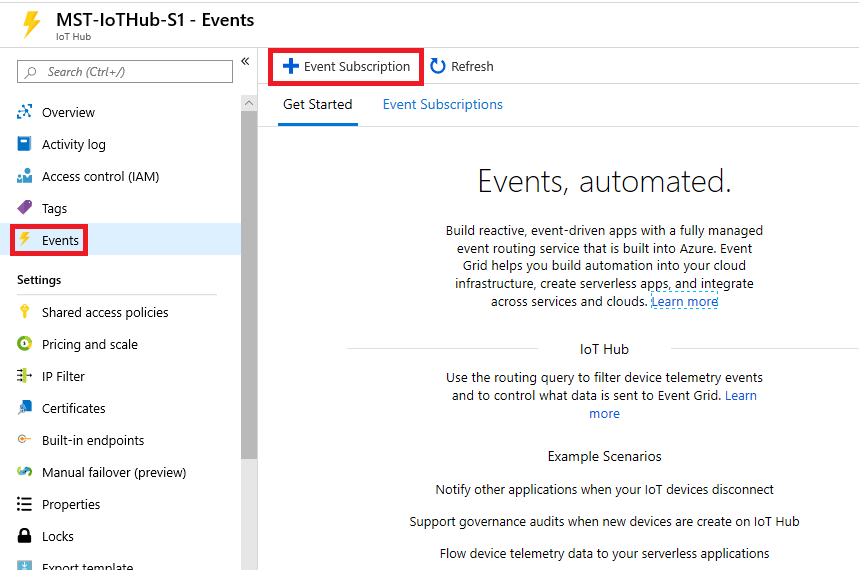 MST-IoTHub-S1 - Events
IoT Hub
Search (Ctrl+/)
«
Overview
Activity log
Access control (IAM)
Tags
Events
Settings
Shared access policies
Pricing and scale
IP Filter
Certificates
Built-in endpoints
Manual failover (preview)
Properties
Locks
Export template
Event Subscription
Refresh
Get Started
Event Subscriptions
Events, automated.
Build reactive, event-driven apps with a fully managed
event routing service that is built into Azure. Event
Grid helps you build automation into your cloud
infrastructure, create serverless apps, and integrate
across services and clouds. Learn more
IoT Hub
Use the routing query to filter device telemetry events
and to control what data is sent to Event Grid. Learn
more
Example Scenarios
Notify other applications when your IoT devices disconnect
Support governance audits when new devices are create on IoT Hub
Flow device telemetry data to your serverless applications